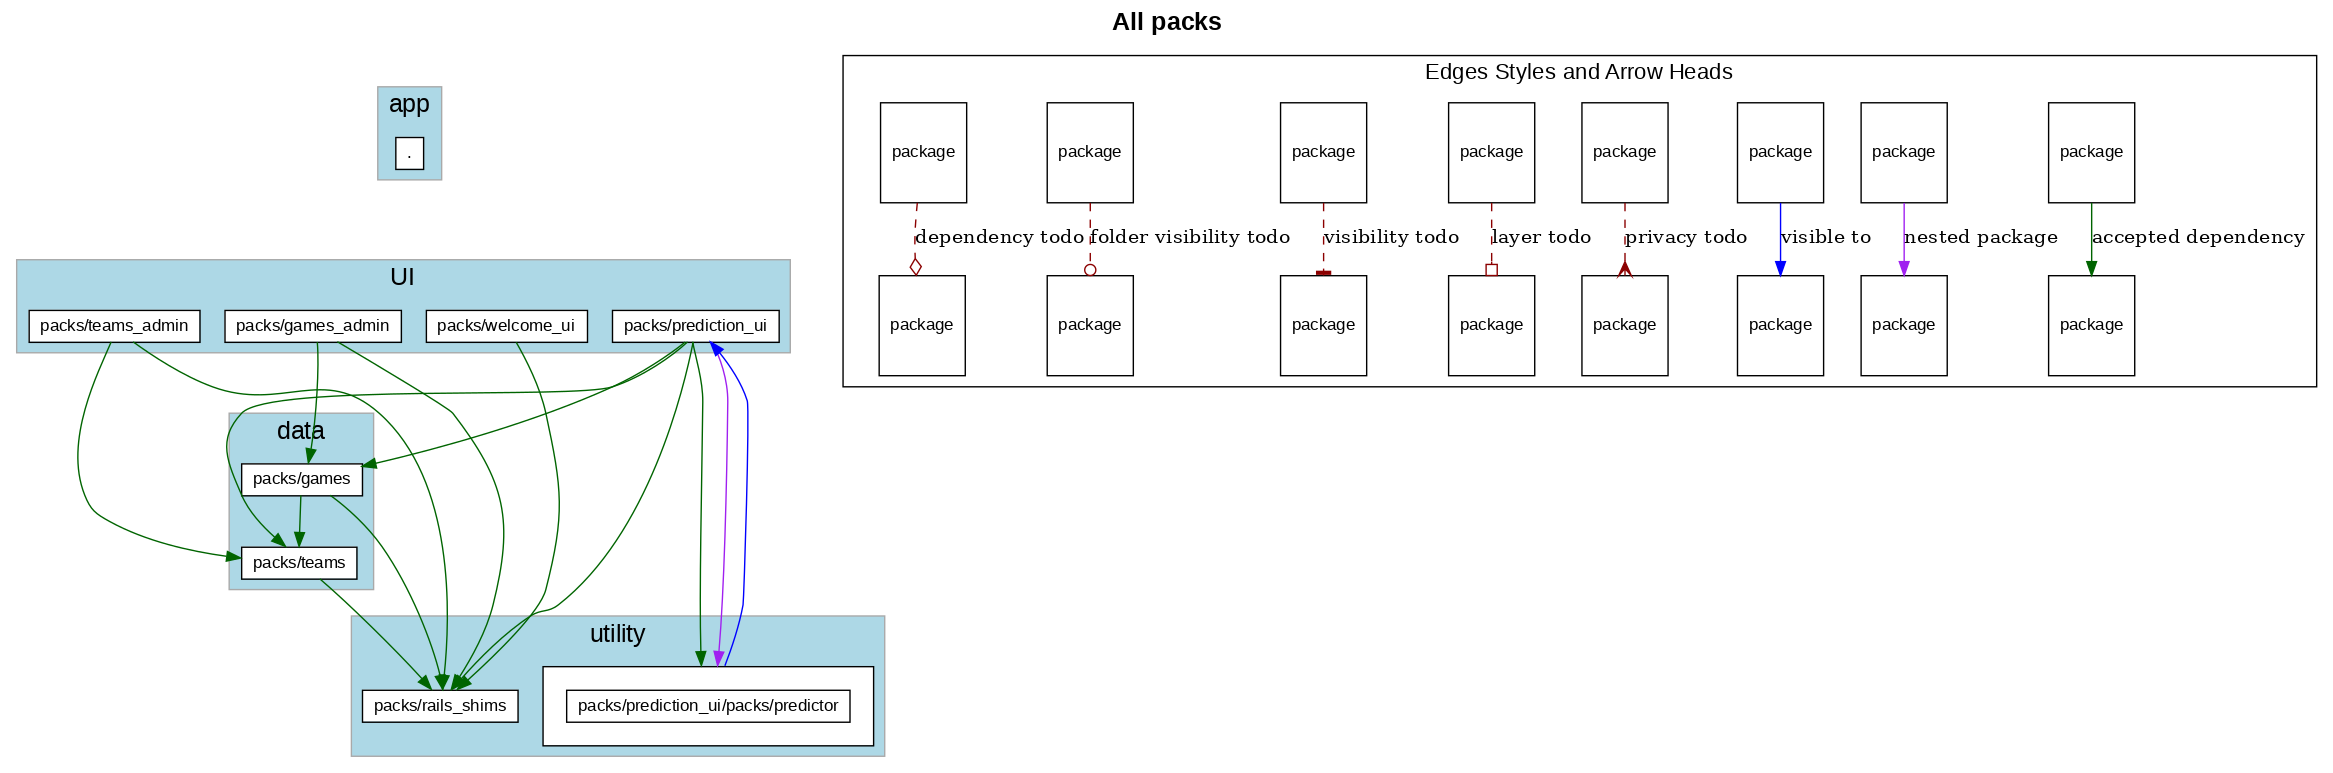 All packs
Edges Styles and Arrow Heads
app
.
package package package package package package package package
dependency todo folder visibility todo visibility todo layer todo privacy todo visible to nested package accepted dependency
package package package package package package package package
UI
packs/teams_admin packs/games_admin packs/welcome_ui packs/prediction_ui
data
packs/games
packs/teams
utility
packs/rails_shims packs/prediction_ui/packs/predictor